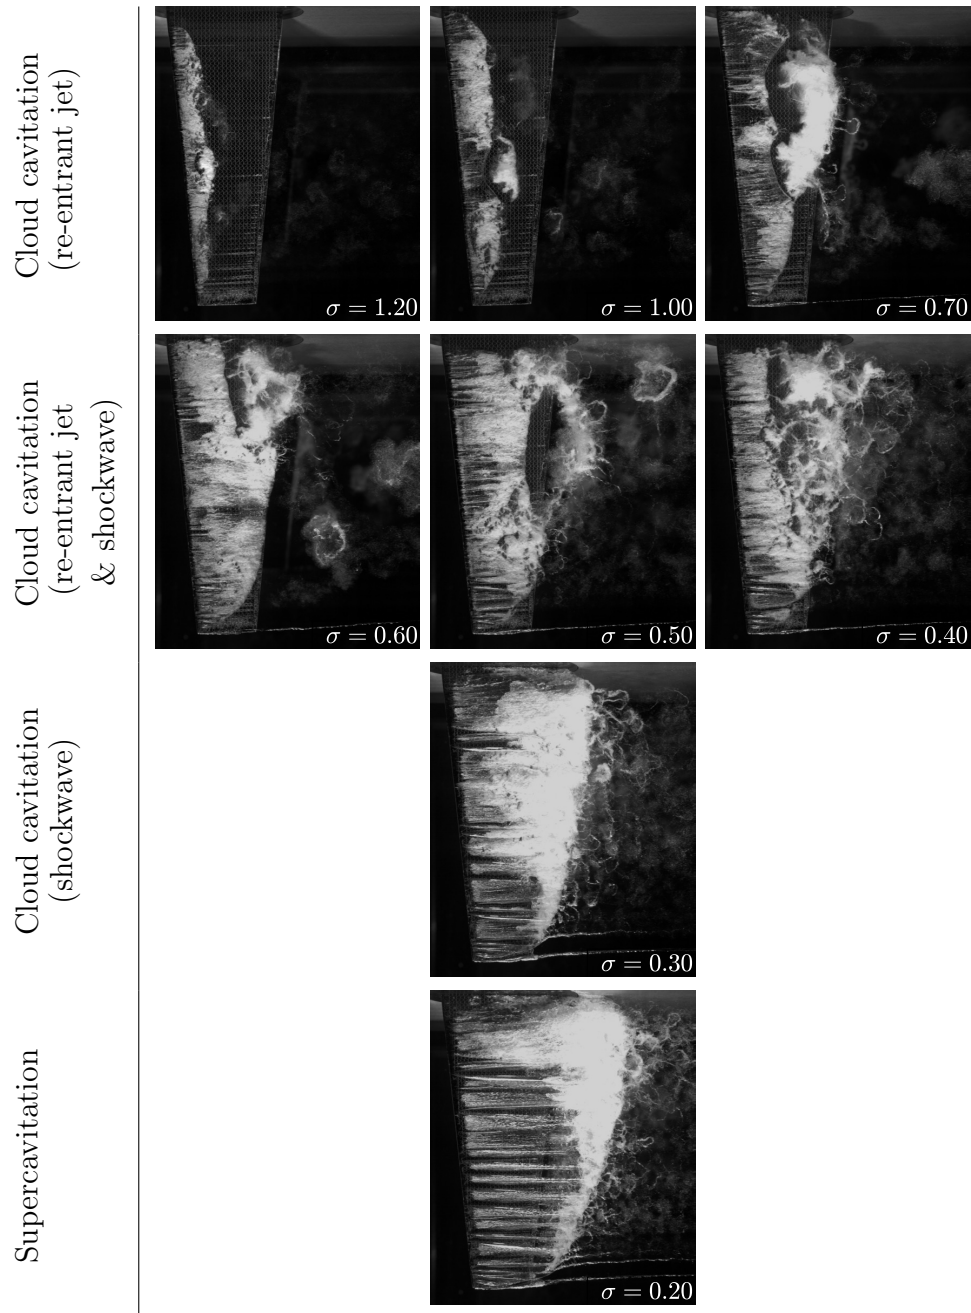 Cloud cavitation
(re-entrant jet)
σ = 1.20
σ = 1.00
σ = 0.70
Cloud cavitation
(re-entrant jet
& shockwave)
σ = 0.60
σ = 0.50
σ = 0.40
Cloud cavitation
(shockwave)
σ = 0.30
Supercavitation
σ = 0.20